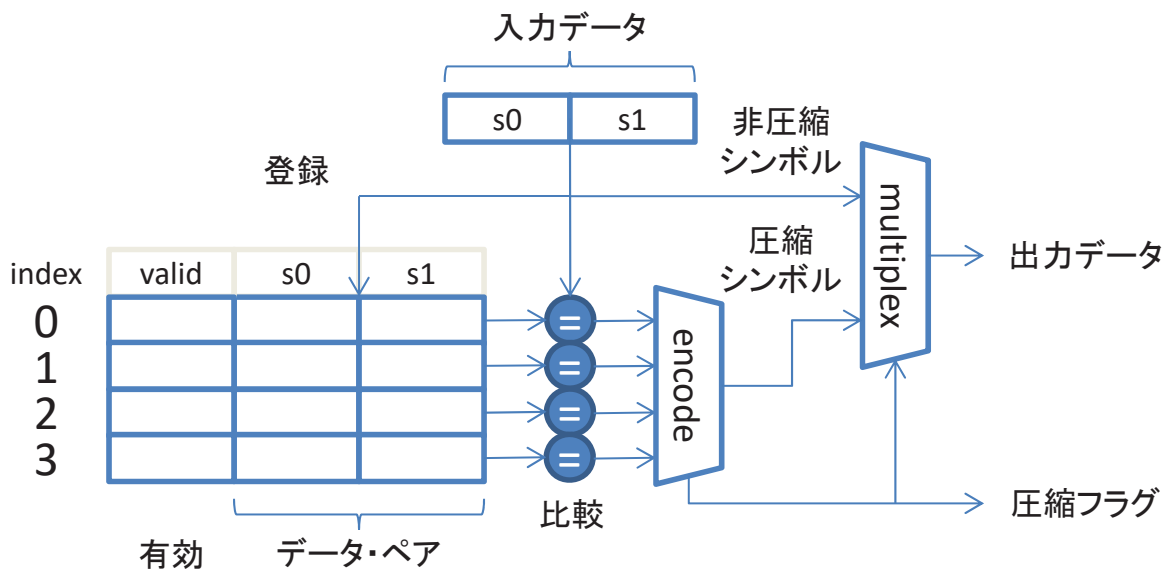 入力データ
s0 s1
非圧縮
シンボル
登録
multiplex
圧縮
シンボル
出力データ
index valid s0 s1
0 =
1 =
2 =
3 =
encode
比較
圧縮フラグ
有効 データ・ペア